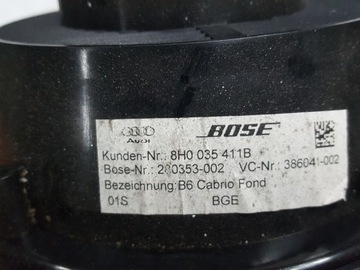 Audi BOSE
Kunden-Nr.: 8H0 035 411B
Bose-Nr.: 260353-002 VC-Nr.: 386041-002
Bezeichnung:B6 Cabrio Fond
01S BGE